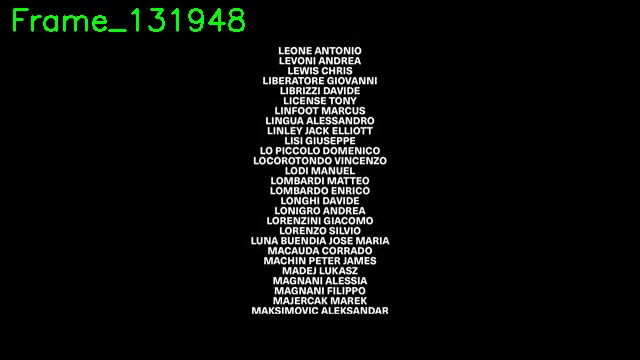 Frame_131948
LEONE ANTONIO
LEVONI ANDREA
LEWIS CHRIS
LIBERATORE GIOVANNI
LIBRIZZI DAVIDE
LICENSE TONY
LINFOOT MARCUS
LINGUA ALESSANDRO
LINLEY JACK ELLIOTT
LISI GIUSEPPE
LO PICCOLO DOMENICO
LOCOROTONDO VINCENZO
LODI MANUEL
LOMBARDI MATTEO
LOMBARDO ENRICO
LONGHI DAVIDE
LONIGRO ANDREA
LORENZINI GIACOMO
LORENZO SILVIO
LUNA BUENDIA JOSE MARIA
MACAUDA CORRADO
MACHIN PETER JAMES
MADEJ LUKASZ
MAGNANI ALESSIA
MAGNANI FILIPPO
MAJERCAK MAREK
MAKSIMOVIC ALEKSANDAR